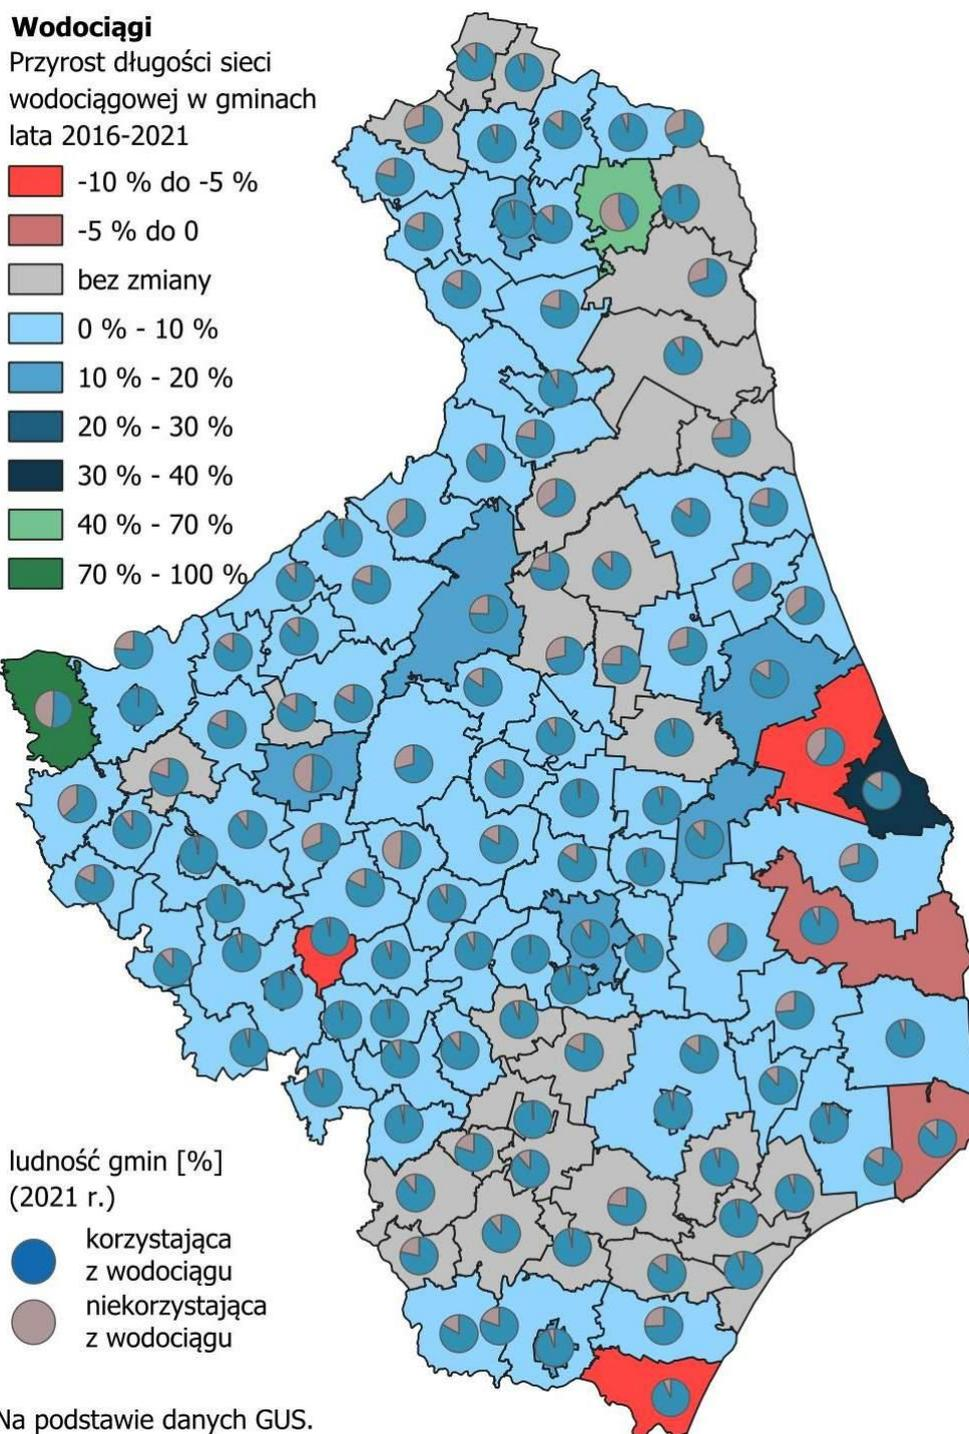 Wodociągi
Przyrost długości sieci
wodociągowej w gminach
lata 2016-2021
-10 % do -5 %
-5 % do 0
bez zmiany
0 % - 10 %
10 % - 20 %
20 % - 30 %
30 % - 40 %
40 % - 70 %
70 % - 100 %
ludność gmin [%]
(2021 r.)
korzystająca
z wodociągu
niekorzystająca
z wodociągu
Na podstawie danych GUS.